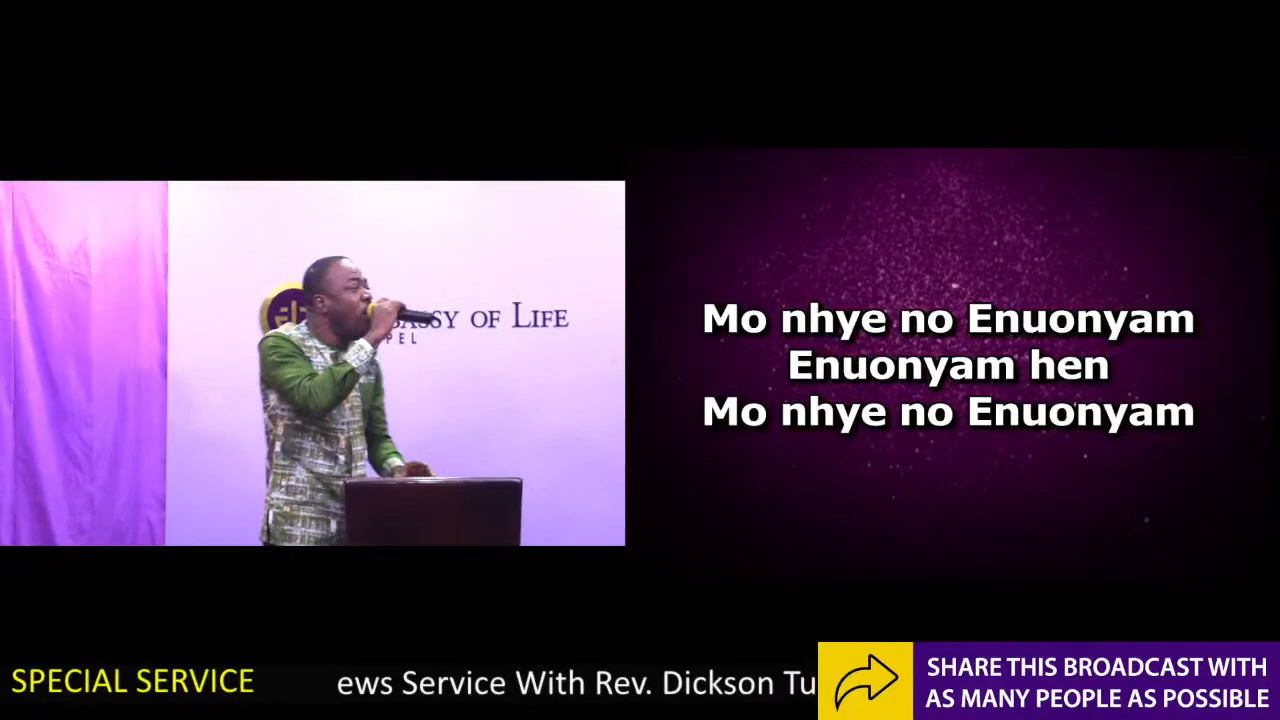 OF LIFE
Mo nhye no Enuonyam
Enuonyam hen
Mo nhye no Enuonyam
SPECIAL SERVICE
ews Service With Rev. Dickson Tu
SHARE THIS BROADCAST WITH
AS MANY PEOPLE AS POSSIBLE